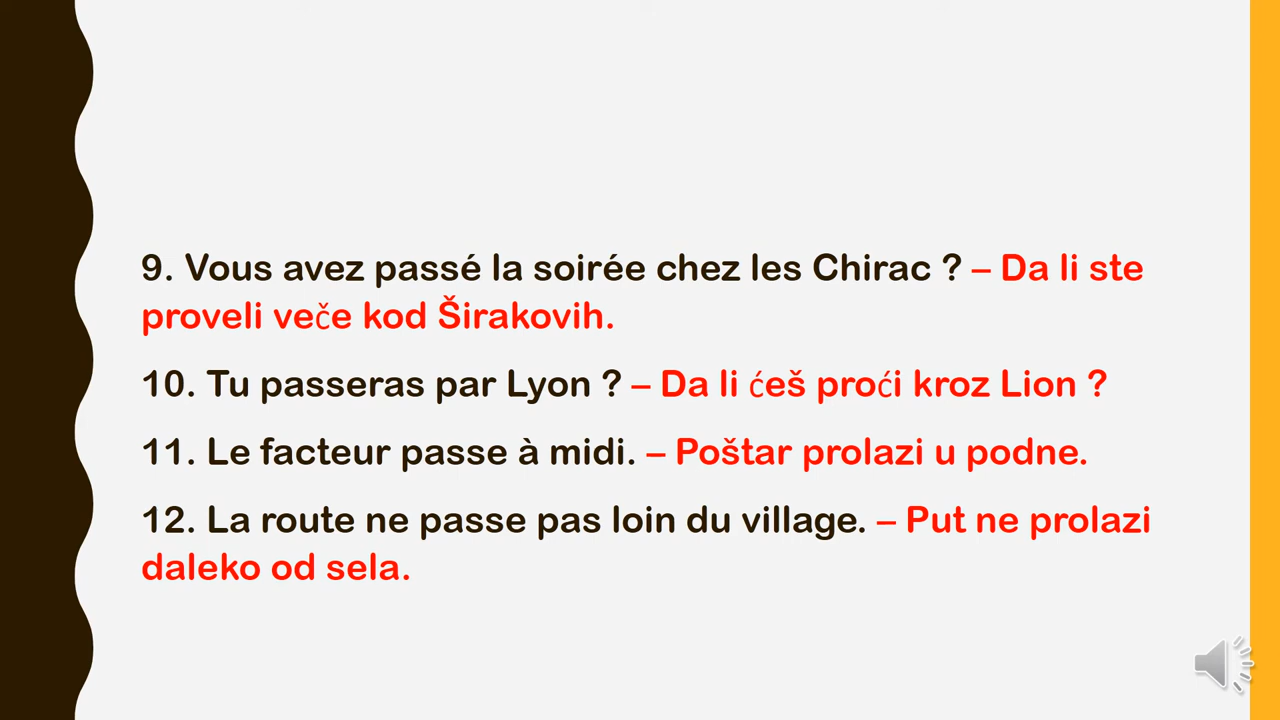 9. Vous avez passé la soirée chez les Chirac ? – Da li ste
proveli veče kod Širakovih.
10. Tu passeras par Lyon ? – Da li ćeš proći kroz Lion ?
11. Le facteur passe à midi. – Poštar prolazi u podne.
12. La route ne passe pas loin du village. – Put ne prolazi
daleko od sela.